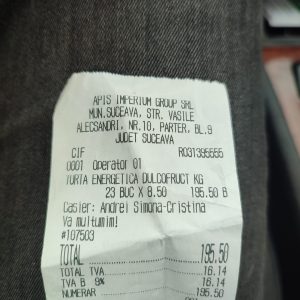 APIS IMPERIUM GROUP SRL
MUN.SUCEAVA, STR. VASILE
ALECSANDRI, NR.10, PARTER, BL.9
JUDET SUCEAVA
CIF RO31395555
0001 Operator 01
TURTA ENERGETICA DULCOFRUCT KG
23 BUC X 8.50 195.50 B
Casier: Andrei Simona-Cristina
Va multumim!
#107503
TOTAL 195.50
TOTAL TVA 16.14
TVA B 9% 16.14
NUMERAR 195.50